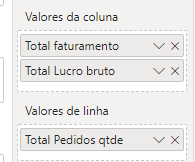 Valores da coluna
Total faturamento
Total Lucro bruto
Valores de linha
Total Pedidos qtde